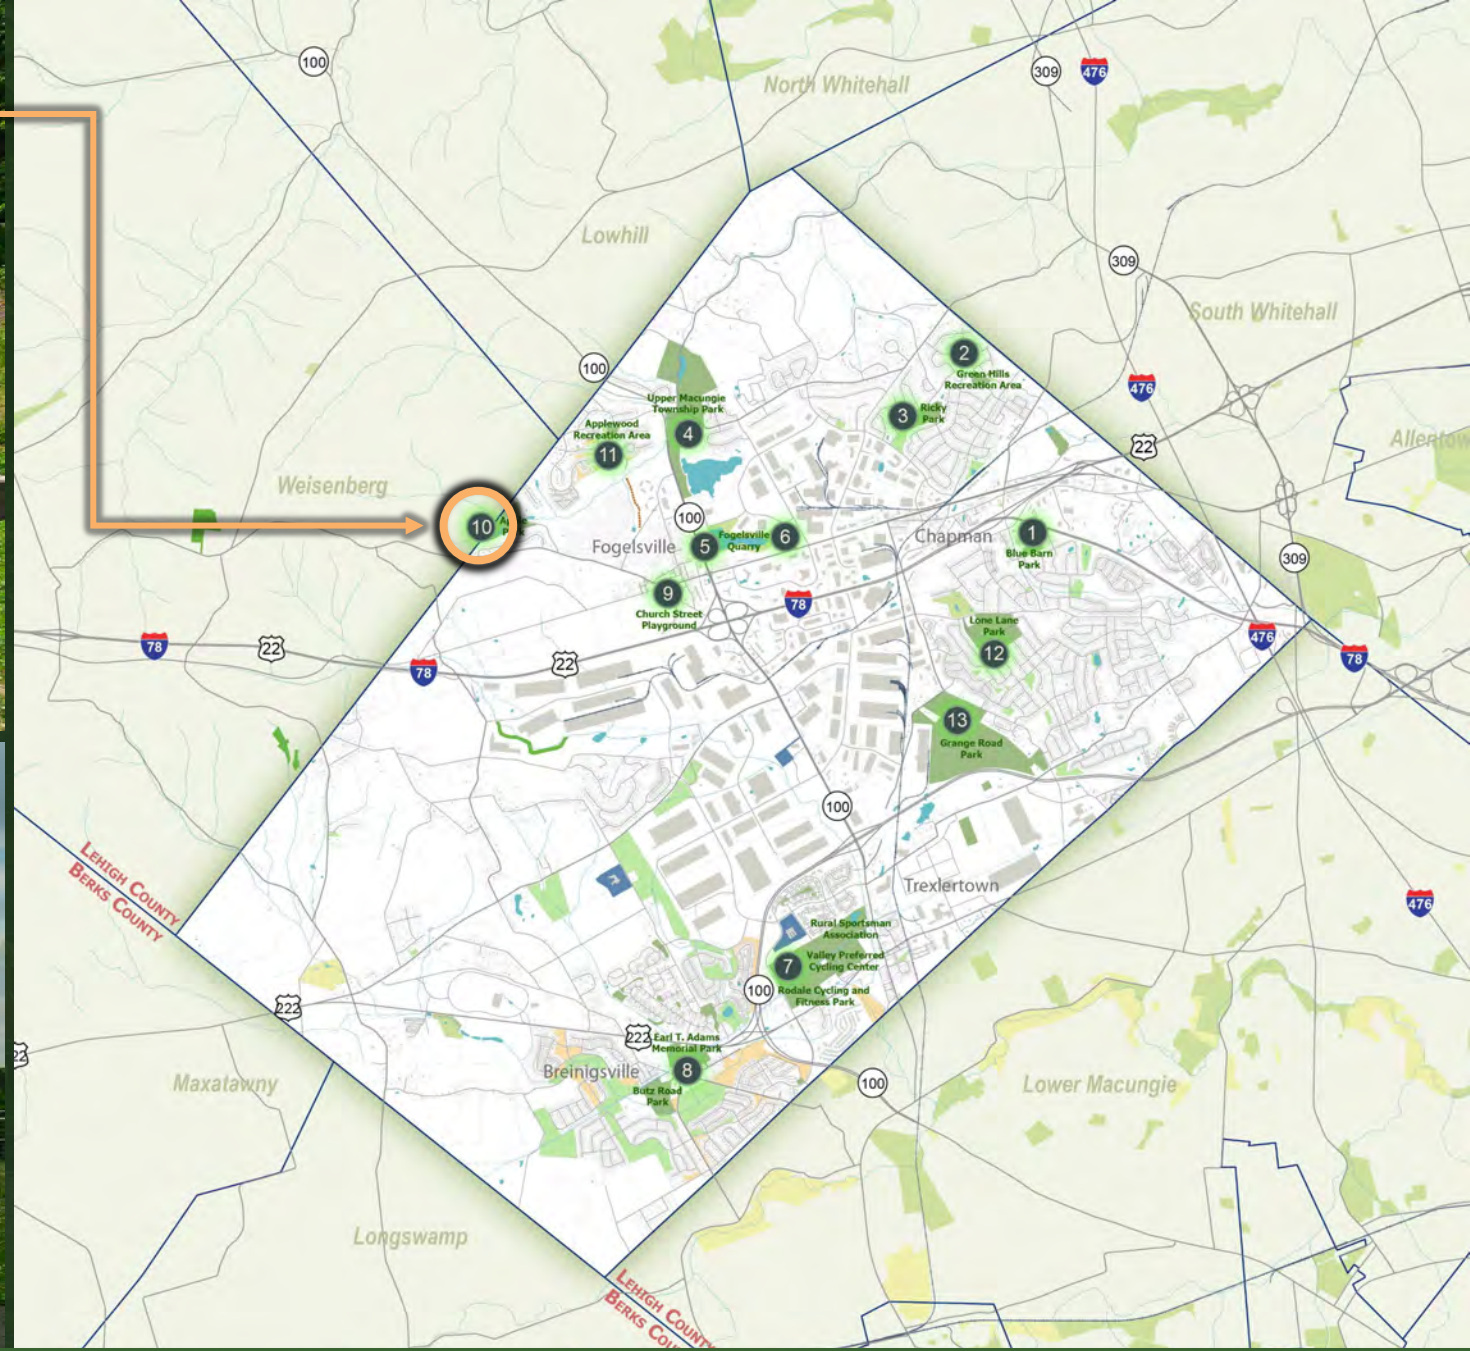 100
North Whitehall
309
476
Lowhill
309
South Whitehall
100
2
Green Hills
Recreation Area
476
Upper Macungie
Township Park
4
3
Ricky
Park
Applewood
Recreation Area
11
22
Weisenberg
10
100
Fogelsville
5
Fogelsville
Quarry
6
Chapman
1
Blue Barn
Park
309
9
Church Street
Playground
78
Lone Lane
Park
12
476
78
22
78
22
78
13
Grange Road
Park
100
LEHIGH COUNTY
BERKS COUNTY
Trexlertown
476
Rural Sportsman
Association
7
Valley Preferred
Cycling Center
100
Rodale Cycling and
Fitness Park
222
222
Earl T. Adams
Memorial Park
22
Breinigsville
8
Butz Road
Park
Maxatawny
100
Lower Macungie
Longswamp
LEHIGH COUNTY
BERKS